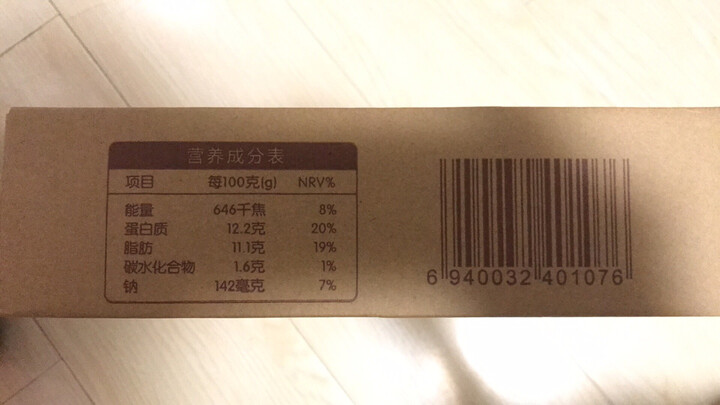 营养成分表
项目 每100克(g) NRV%
能量 646千焦 8%
蛋白质 12.2克 20%
脂肪 11.1克 19%
碳水化合物 1.6克 1%
钠 142毫克 7%
6 940032 401076